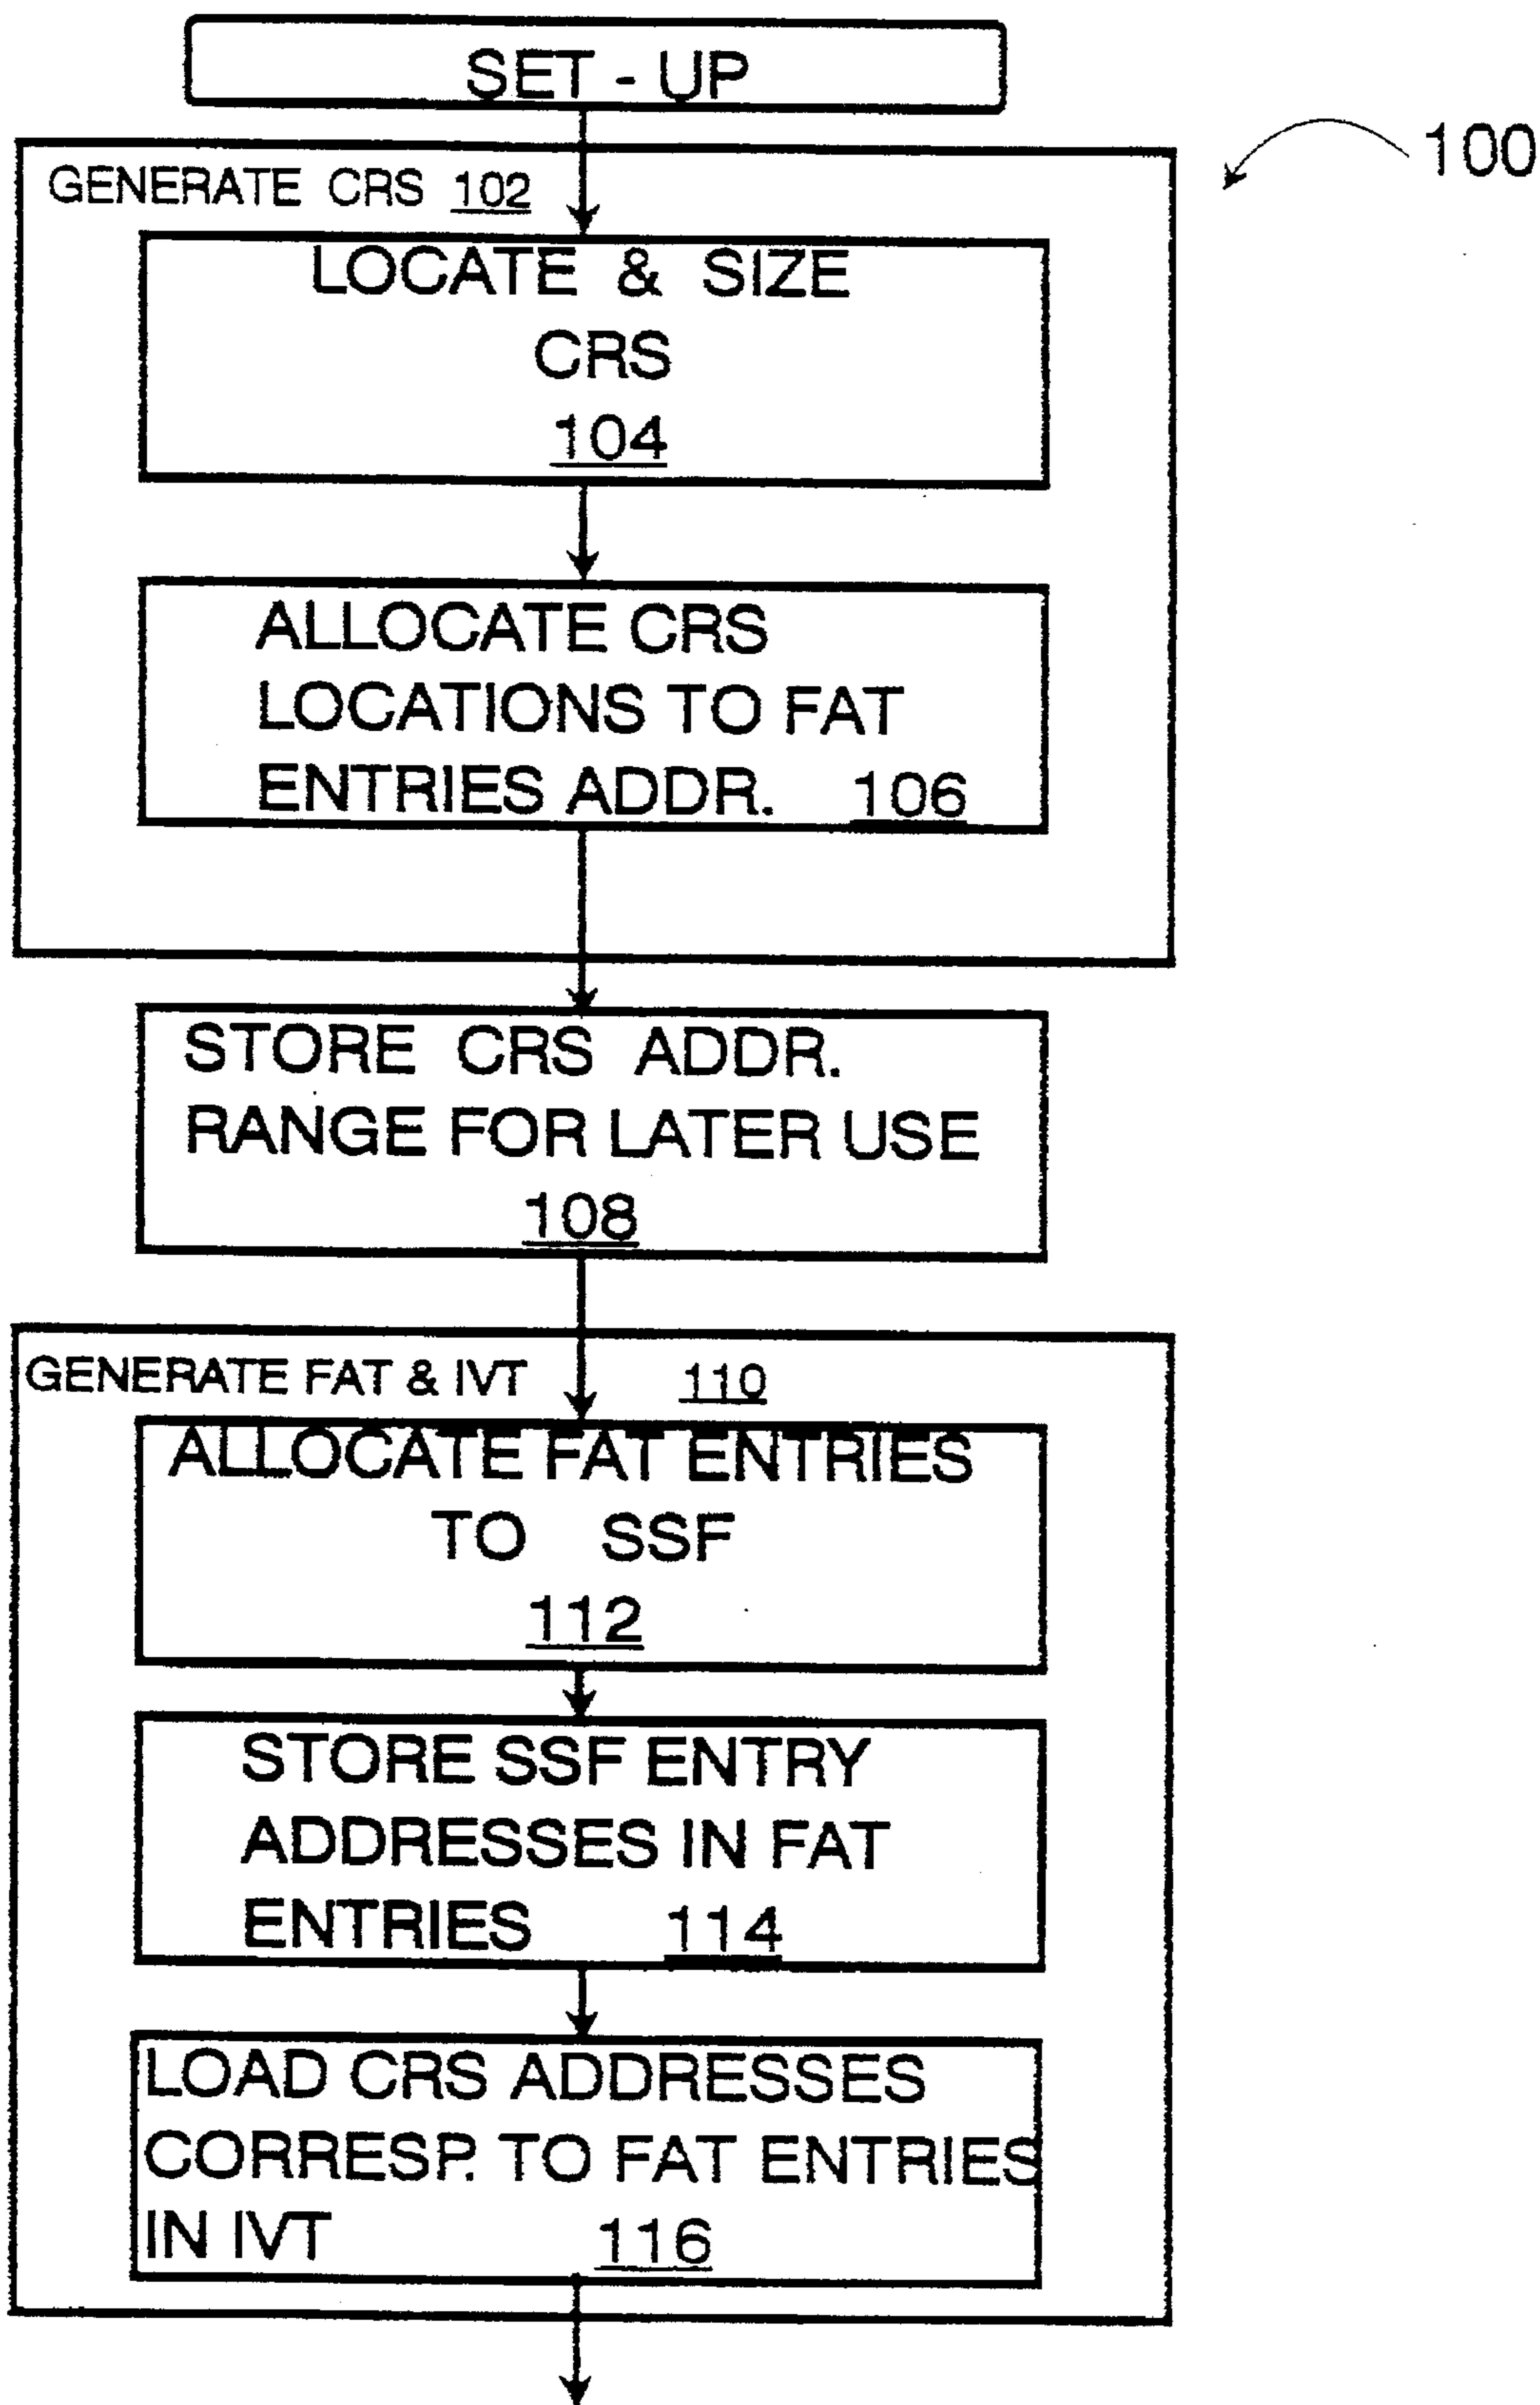 SET - UP
100
GENERATE CRS 102
LOCATE & SIZE
CRS
104
ALLOCATE CRS
LOCATIONS TO FAT
ENTRIES ADDR. 106
STORE CRS ADDR.
RANGE FOR LATER USE
108
GENERATE FAT & IVT 110
ALLOCATE FAT ENTRIES
TO SSF
112
STORE SSF ENTRY
ADDRESSES IN FAT
ENTRIES 114
LOAD CRS ADDRESSES
CORRESP. TO FAT ENTRIES
IN IVT 116